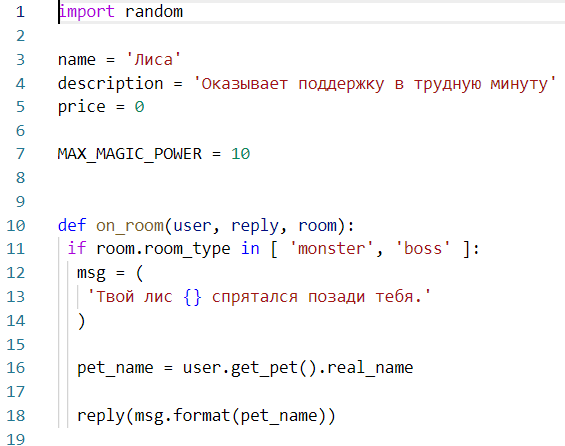 1 import random
2
3 name = 'Лиса'
4 description = 'Оказывает поддержку в трудную минуту'
5 price = 0
6
7 MAX_MAGIC_POWER = 10
8
9
10 def on_room(user, reply, room):
11  if room.room_type in [ 'monster', 'boss' ]:
12   msg = (
13    'Твой лис {} спрятался позади тебя.'
14   )
15
16   pet_name = user.get_pet().real_name
17
18   reply(msg.format(pet_name))
19